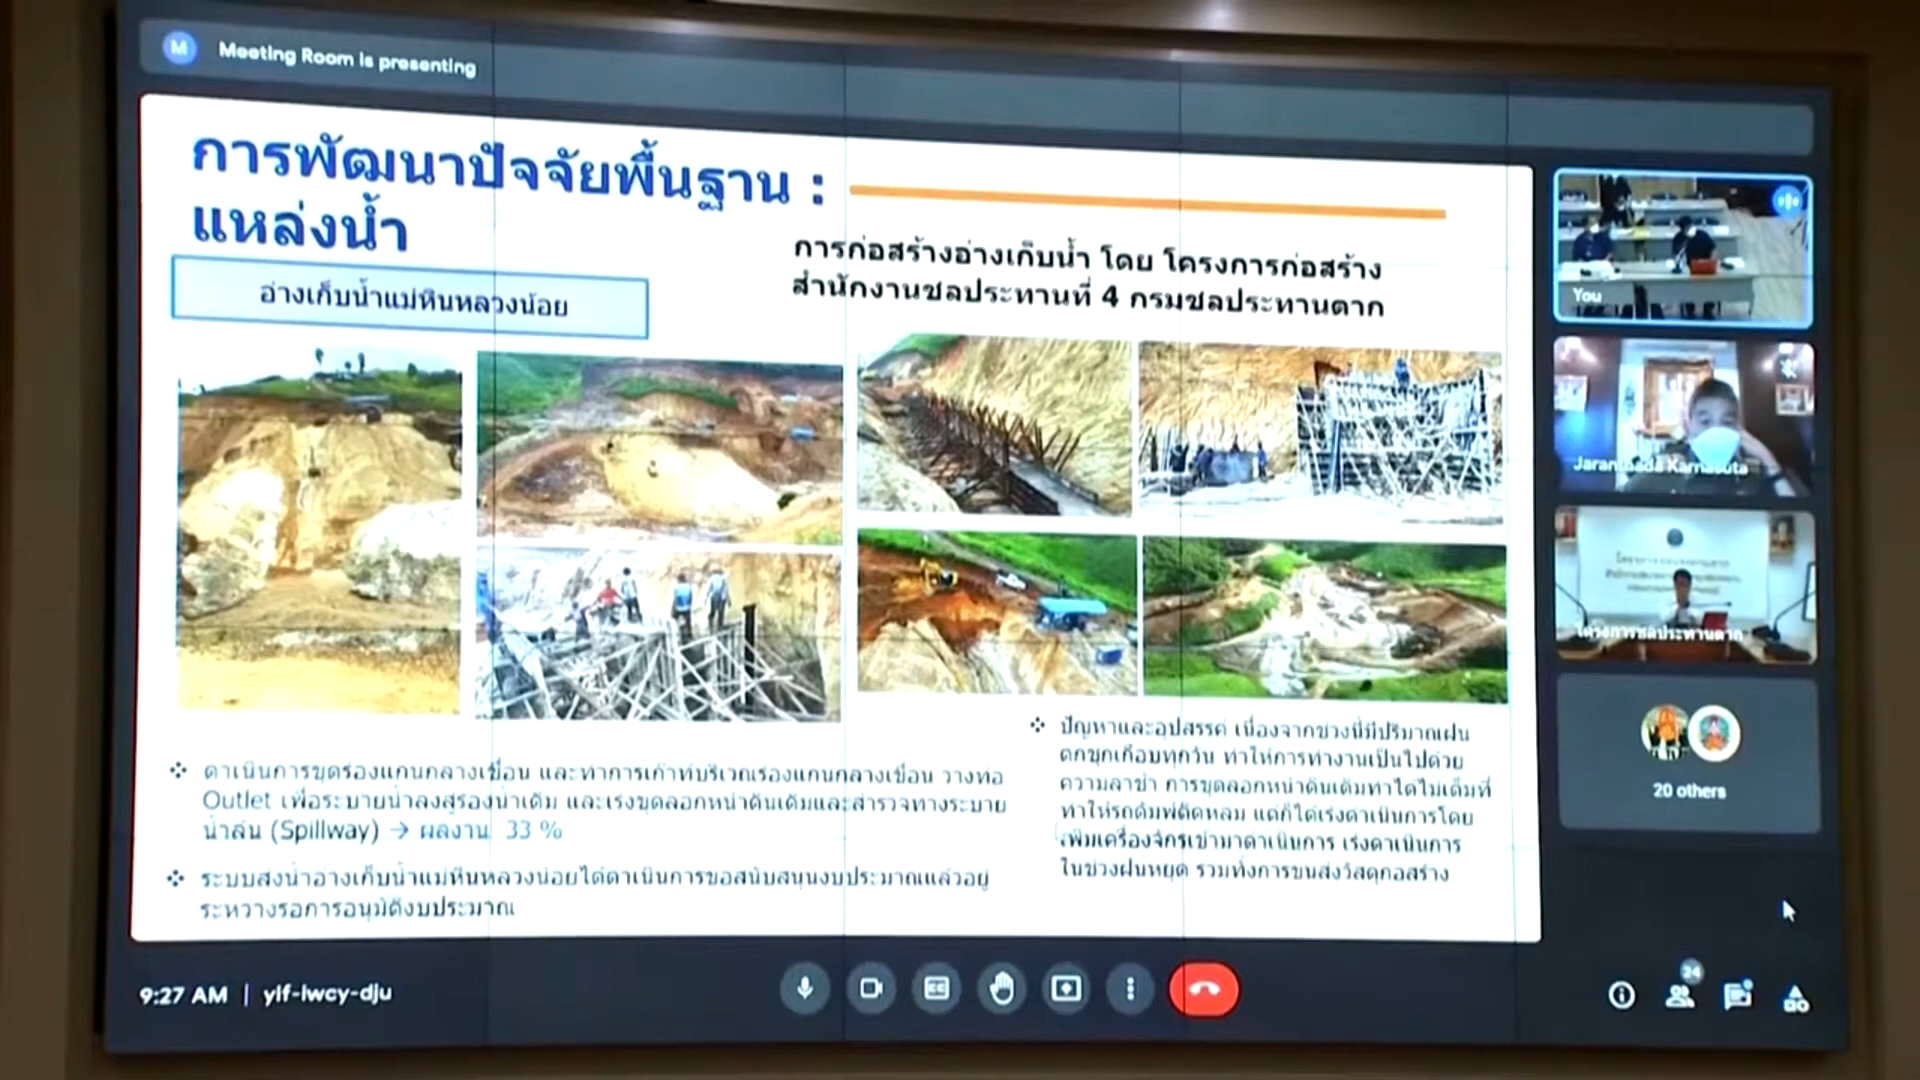 M Meeting Room is presenting
การพัฒนาปัจจัยพื้นฐาน :
แหล่งน้ำ
อ่างเก็บน้ำแม่หินหลวงน้อย
การก่อสร้างอ่างเก็บน้ำ โดย โครงการก่อสร้าง
สำนักงานชลประทานที่ 4 กรมชลประทานตาก
❖ ดำเนินการขุดร่องแกนกลางเขื่อน และทำการเก้าท์บริเวณร่องแกนกลางเขื่อน วางท่อ
Outlet เพื่อระบายน้ำลงสู่ร่องน้ำเดิม และเร่งขุดลอกหน้าดินเดิมและสำรวจทางระบาย
น้ำล้น (Spillway) → ผลงาน 33 %
❖ ระบบส่งน้ำอ่างเก็บน้ำแม่หินหลวงน้อยได้ดำเนินการขอสนับสนุนงบประมาณแล้วอยู่
ระหว่างรอการอนุมัติงบประมาณ
❖ ปัญหาและอุปสรรค เนื่องจากช่วงนี้มีปริมาณฝน
ตกชุกเกือบทุกวัน ทำให้การทำงานเป็นไปด้วย
ความล่าช้า การขุดลอกหน้าดินเดิมทำได้ไม่เต็มที่
ทำให้รถดั๊มพ์ติดหล่ม แต่ก็ได้เร่งดำเนินการโดย
เพิ่มเครื่องจักรเข้ามาดำเนินการ เร่งดำเนินการ
ในช่วงฝนหยุด รวมทั้งการขนส่งวัสดุก่อสร้าง
You
Karnasuta
โครงการชลประทานตาก
20 others
9:27 AM | yif-iwcy-dju
CC
24